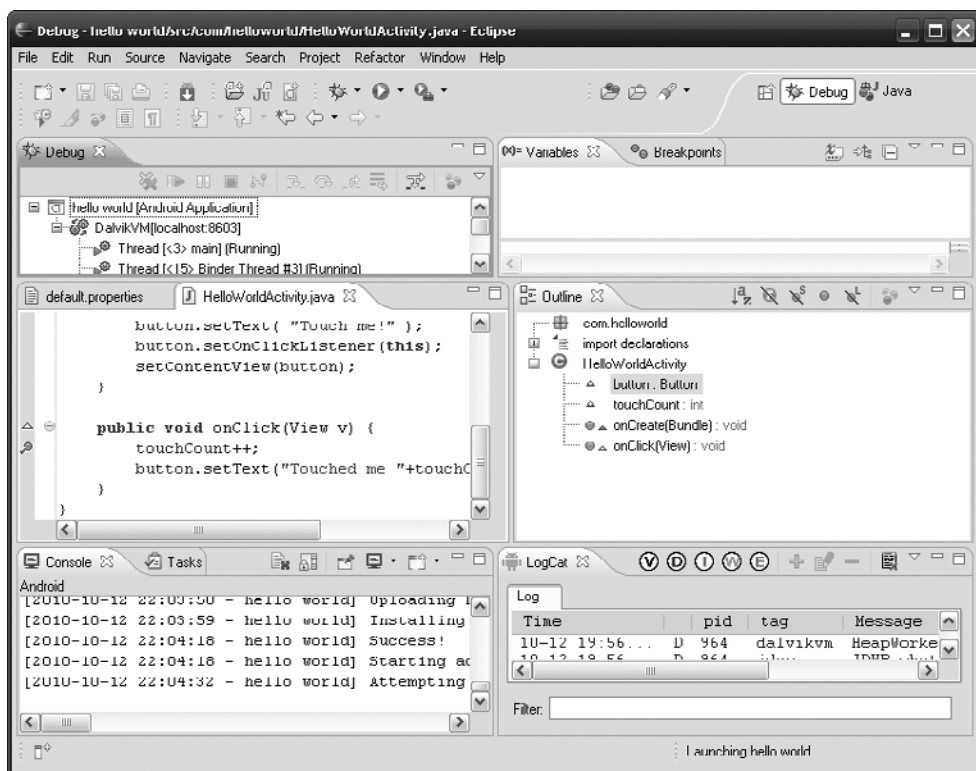 Debug - hello world/src/com/helloworld/HelloWorldActivity.java - Eclipse
File Edit Run Source Navigate Search Project Refactor Window Help
Debug Java
Debug
hello world [Android Application]
DalvikVM[localhost:8603]
Thread [<3> main] (Running)
Thread [<15> Binder Thread #3] (Running)
(x)= Variables Breakpoints
default.properties HelloWorldActivity.java
button.setText( "Touch me!" );
button.setOnClickListener(this);
setContentView(button);
}
public void onClick(View v) {
touchCount++;
button.setText("Touched me "+touchC
}
}
Outline
com.helloworld
import declarations
HelloWorldActivity
button : Button
touchCount : int
onCreate(Bundle) : void
onClick(View) : void
Console Tasks
Android
[2010-10-12 22:03:50 - hello world] Uploading
[2010-10-12 22:03:59 - hello world] Installing
[2010-10-12 22:04:18 - hello world] Success!
[2010-10-12 22:04:18 - hello world] Starting ac
[2010-10-12 22:04:32 - hello world] Attempting
LogCat V D I W E
Log
Time pid tag Message
10-12 19:56... D 964 dalvikvm HeapWorke
10-12 19:56 D 964
Filter:
Launching hello world